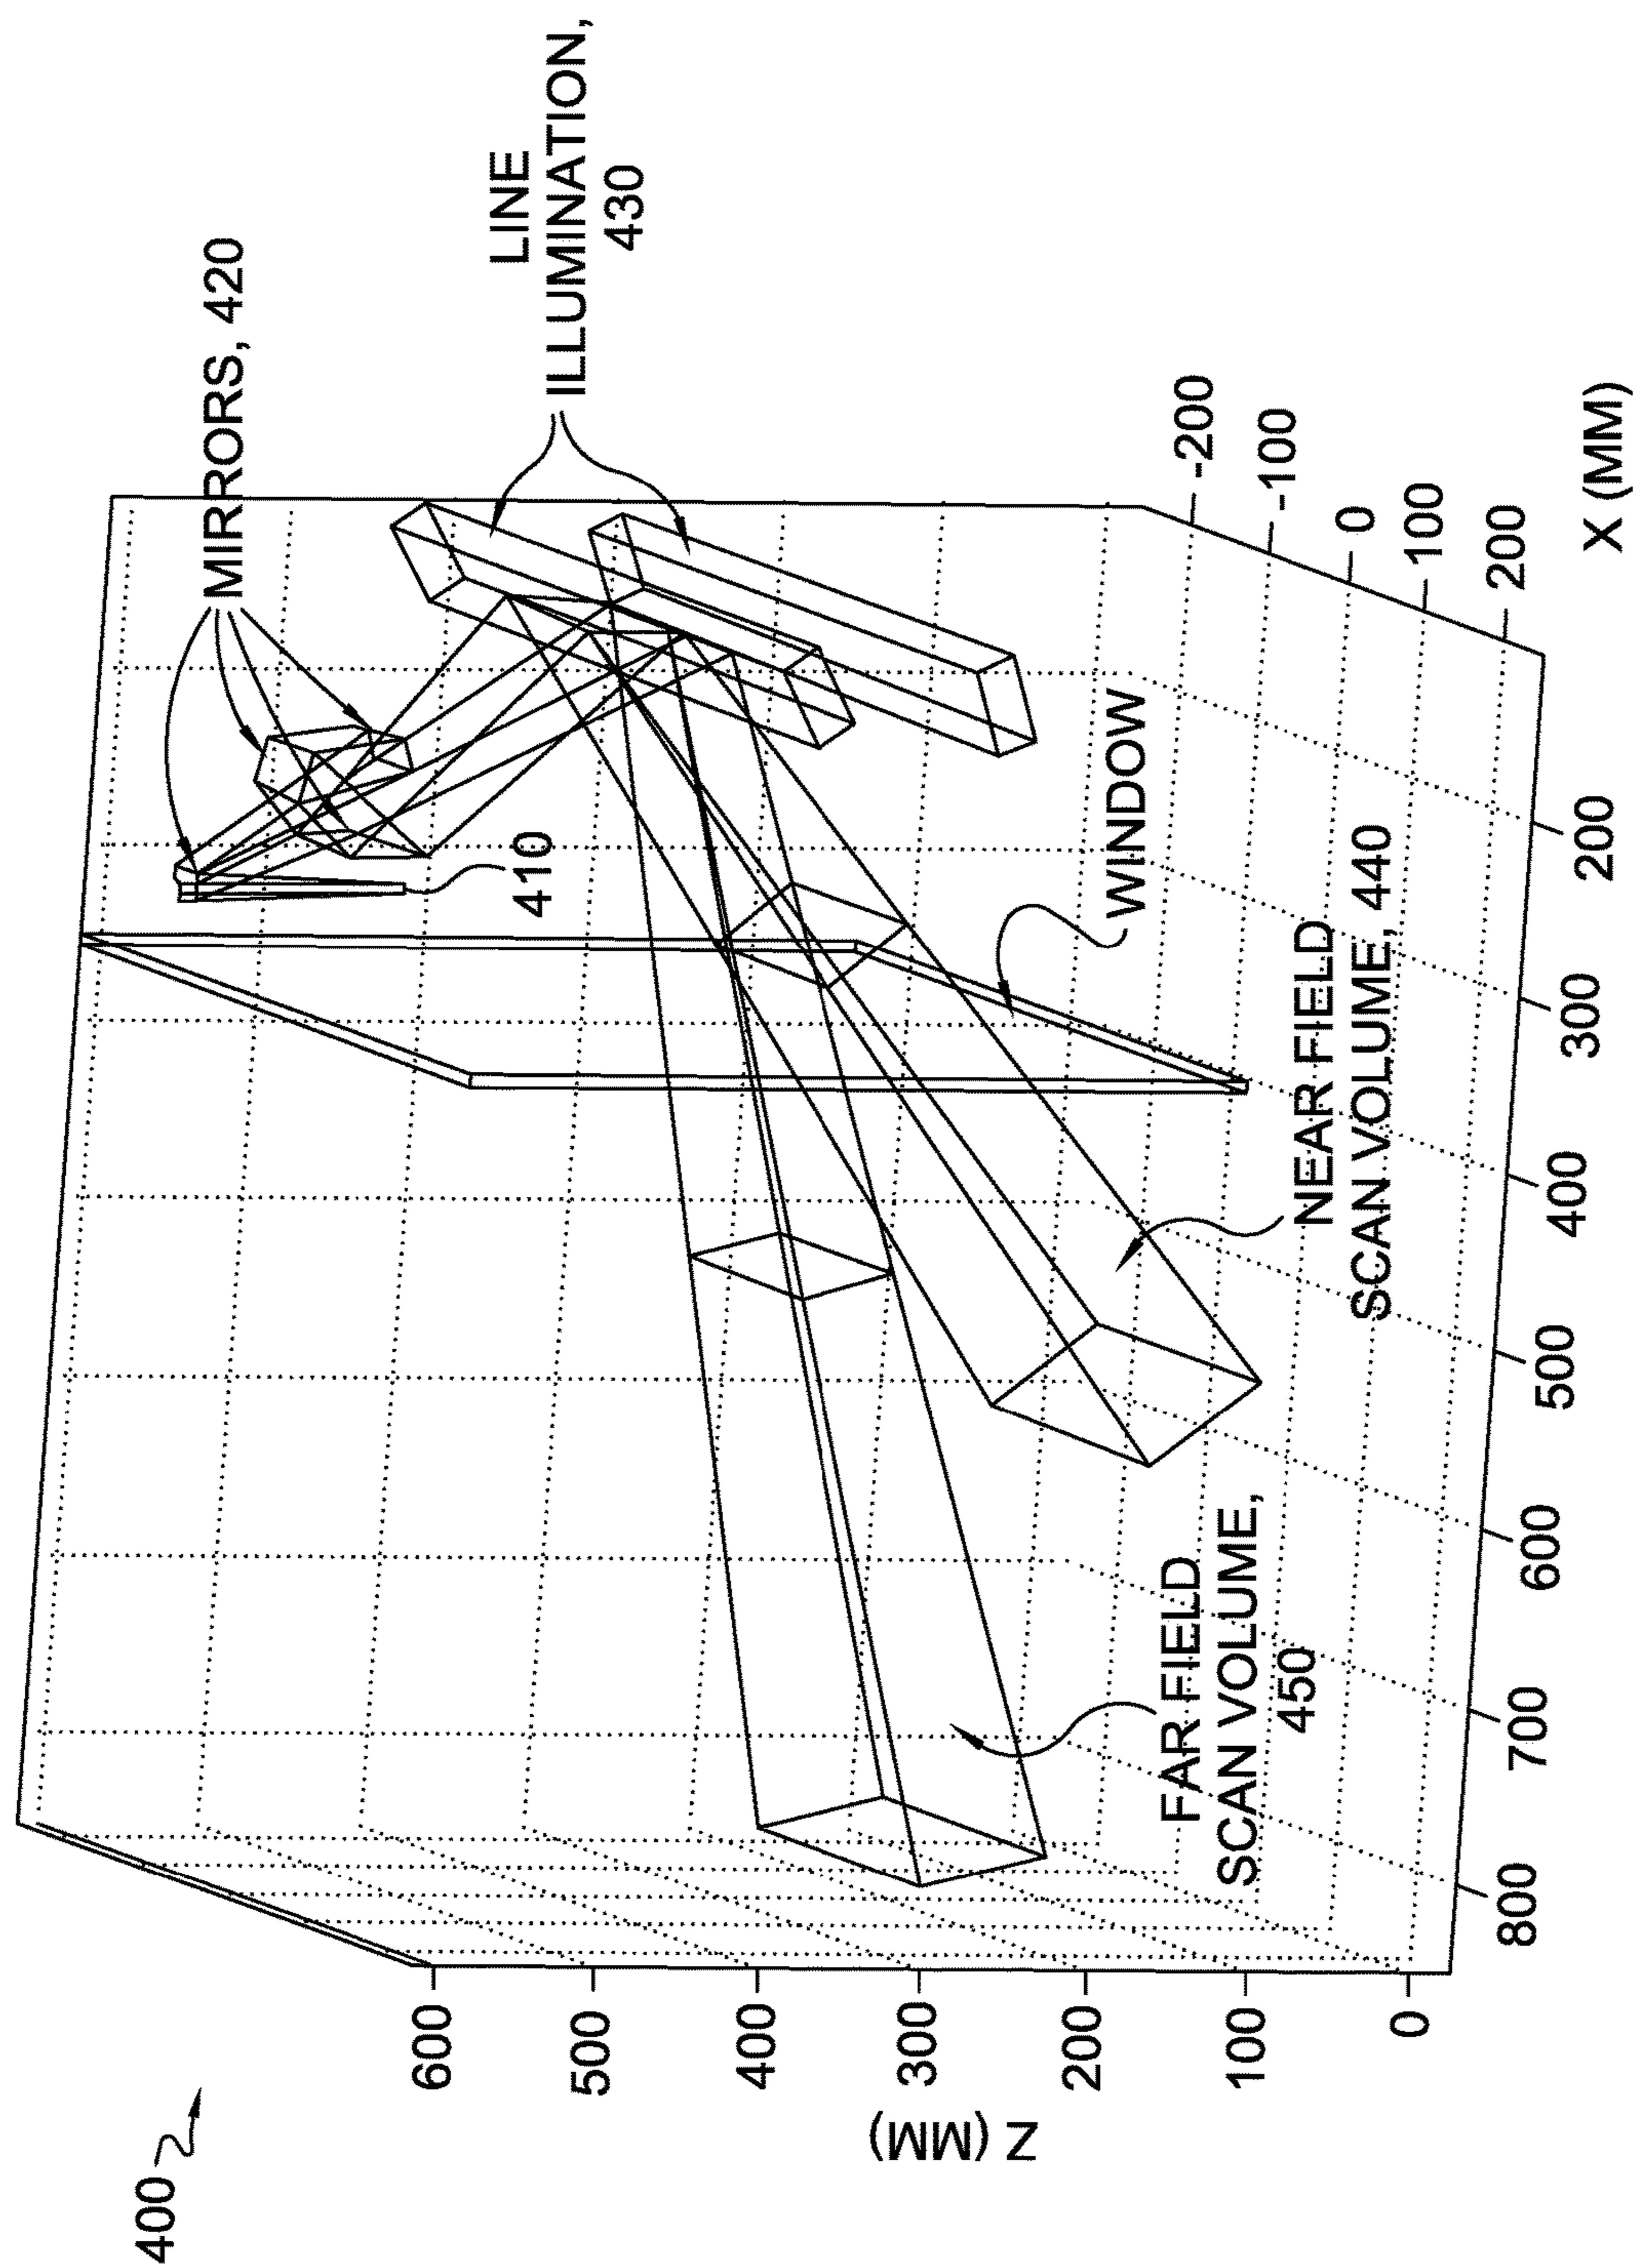 400
MIRRORS, 420
LINE
ILLUMINATION,
430
410
WINDOW
NEAR FIELD
SCAN VOLUME, 440
FAR FIELD
SCAN VOLUME,
450
Z (MM)
600
500
400
300
200
100
0
800
700
600
500
400
300
200
X (MM)
-200
-100
0
100
200